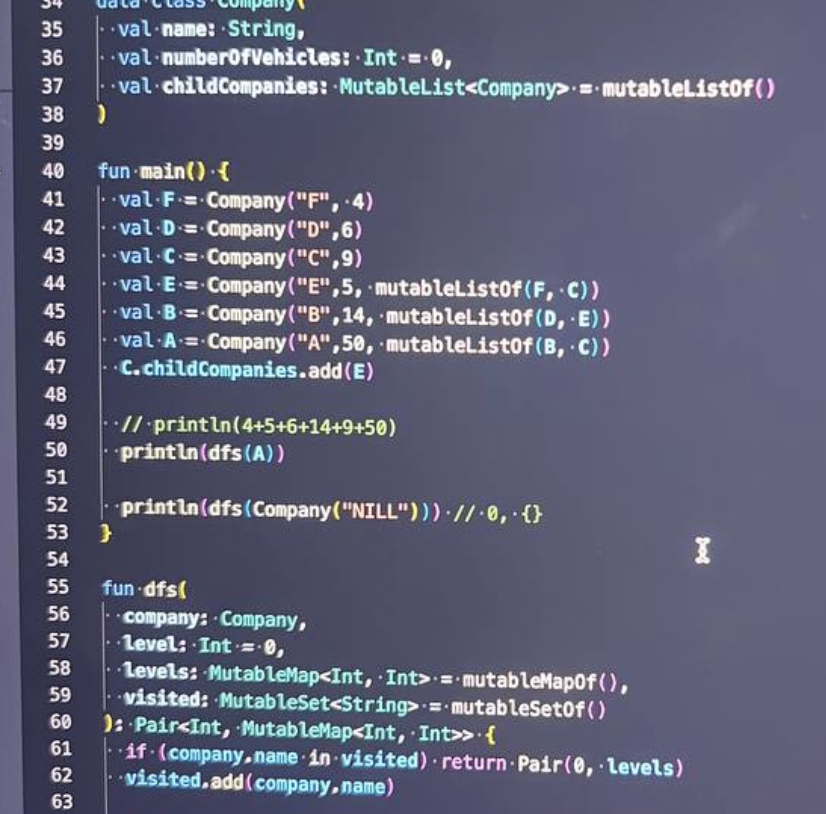 34 data class Company(
35 val name: String,
36 val numberOfVehicles: Int = 0,
37 val childCompanies: MutableList<Company> = mutableListOf()
38 )
39
40 fun main() {
41 val F = Company("F", 4)
42 val D = Company("D",6)
43 val C = Company("C",9)
44 val E = Company("E",5, mutableListOf(F, C))
45 val B = Company("B",14, mutableListOf(D, E))
46 val A = Company("A",50, mutableListOf(B, C))
47 C.childCompanies.add(E)
48
49 // println(4+5+6+14+9+50)
50 println(dfs(A))
51
52 println(dfs(Company("NILL"))) // 0, {}
53 }
54
55 fun dfs(
56 company: Company,
57 level: Int = 0,
58 levels: MutableMap<Int, Int> = mutableMapOf(),
59 visited: MutableSet<String> = mutableSetOf()
60 ): Pair<Int, MutableMap<Int, Int>> {
61 if (company.name in visited) return Pair(0, levels)
62 visited.add(company.name)
63